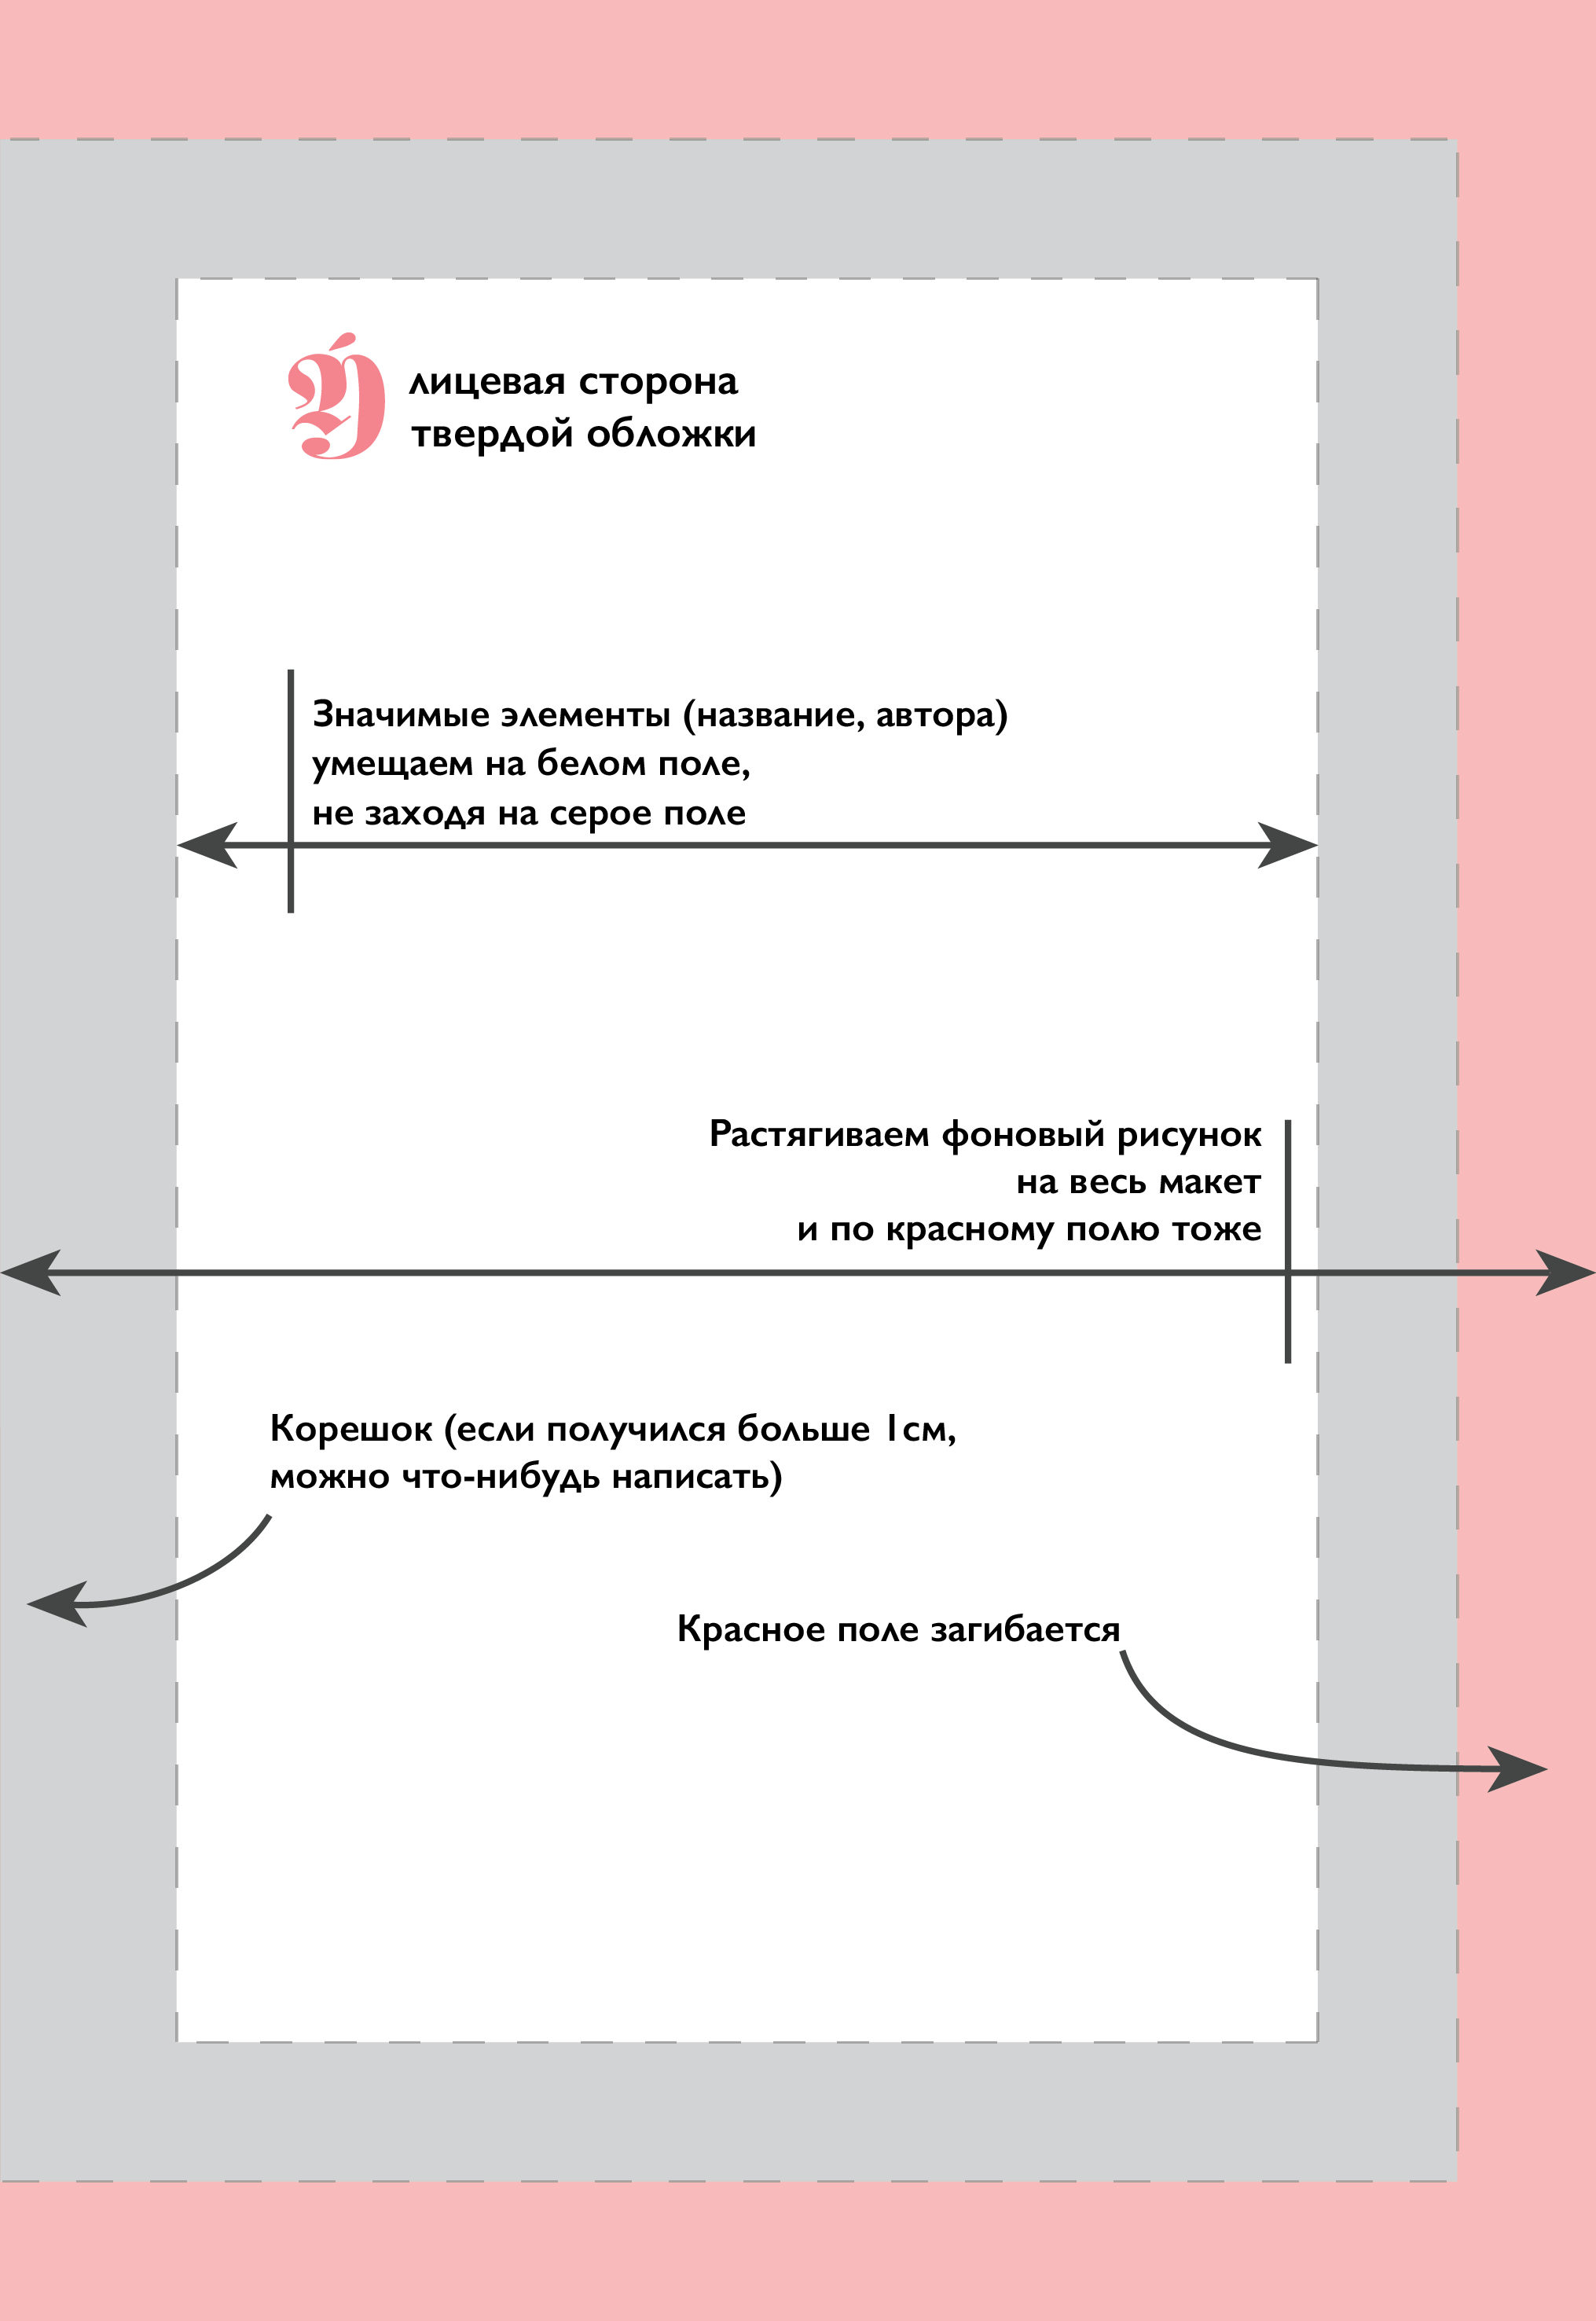 лицевая сторона
твердой обложки
Значимые элементы (название, автора)
умещаем на белом поле,
не заходя на серое поле
Растягиваем фоновый рисунок
на весь макет
и по красному полю тоже
Корешок (если получился больше 1см,
можно что-нибудь написать)
Красное поле загибается